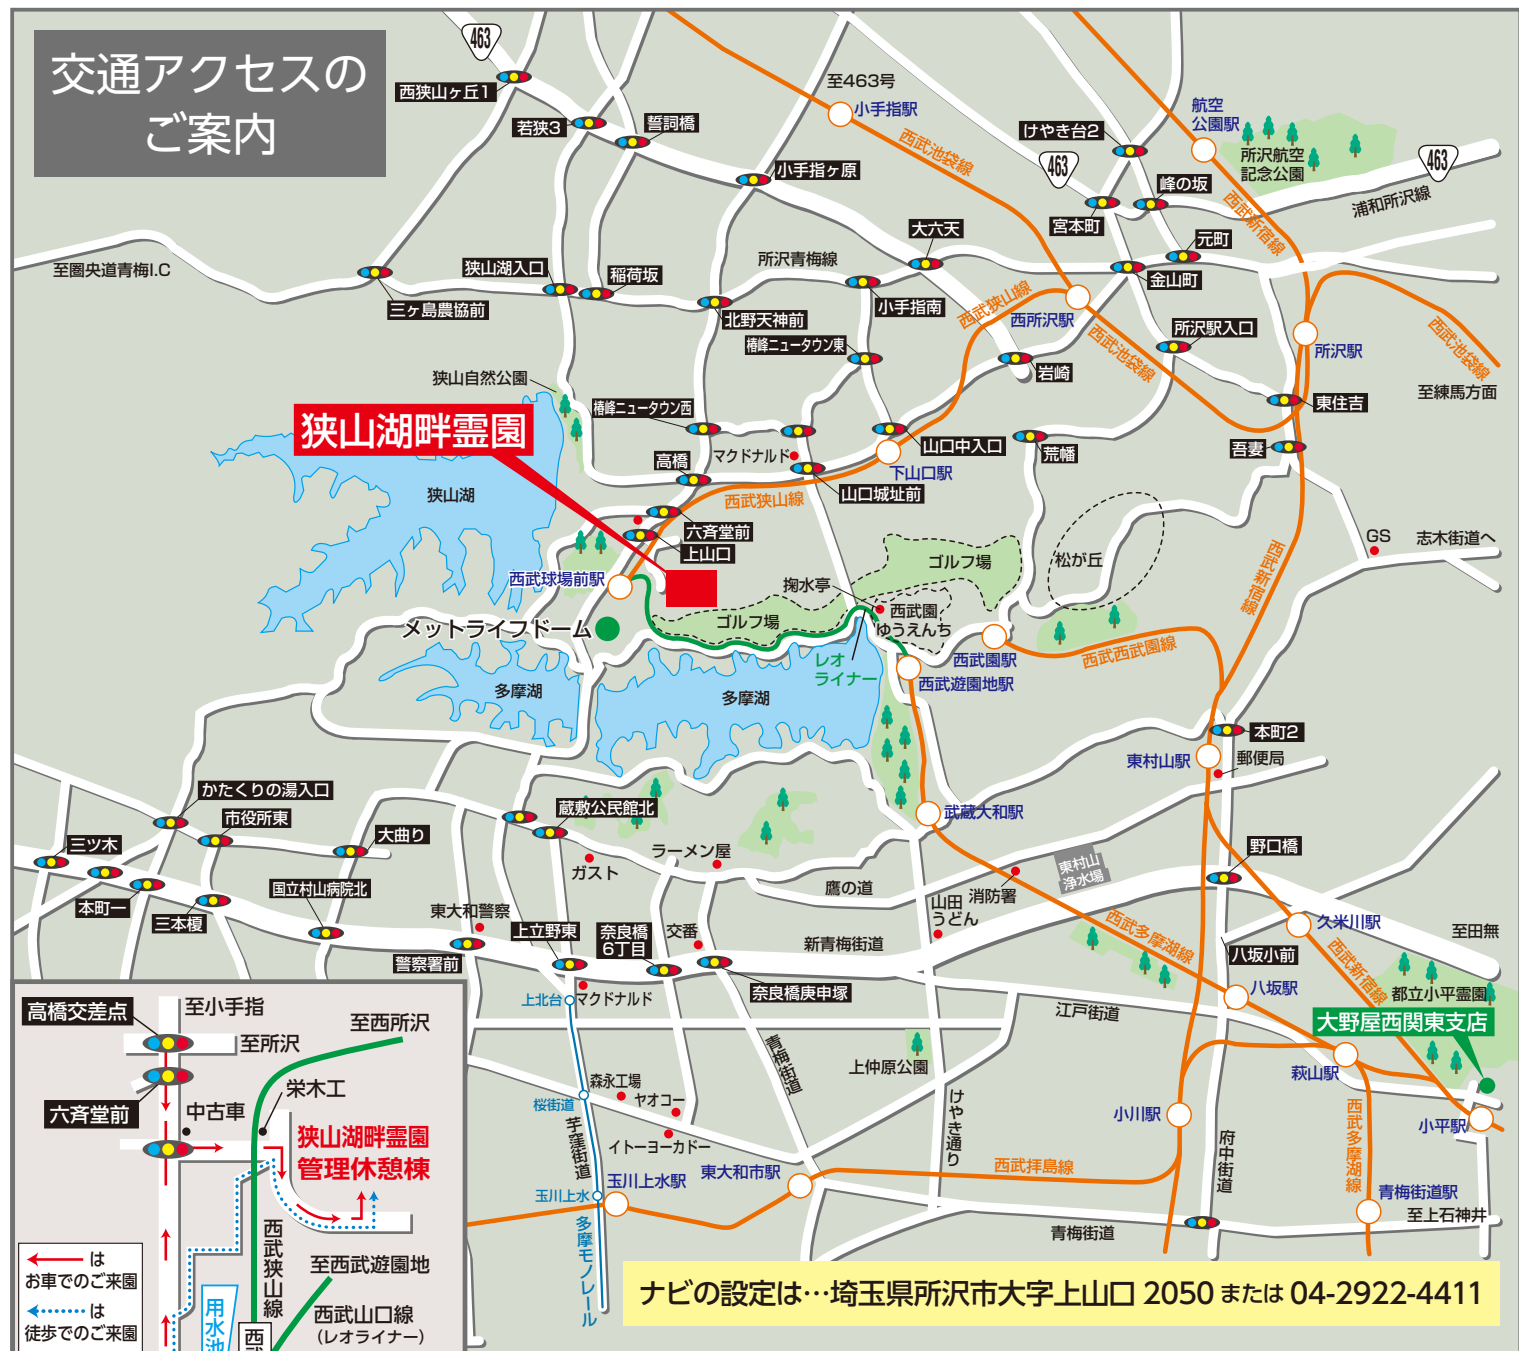 交通アクセスの
ご案内
463
西狭山ヶ丘1
若狭3
誓詞橋
小手指ヶ原
至463号
小手指駅
西武池袋線
航空
公園駅
けやき台2
463
所沢航空
記念公園
463
浦和所沢線
峰の坂
宮本町
西武新宿線
元町
金山町
大六天
所沢青梅線
至圏央道青梅I.C
三ヶ島農協前
狭山湖入口
稲荷坂
北野天神前
小手指南
西武狭山線
西所沢駅
西武池袋線
所沢駅入口
所沢駅
西武池袋線
至練馬方面
椿峰ニュータウン東
岩崎
東住吉
狭山自然公園
椿峰ニュータウン西
狭山湖畔霊園
高橋
マクドナルド
山口中入口
下山口駅
荒幡
吾妻
狭山湖
西武狭山線
山口城址前
六斉堂前
上山口
西武球場前駅
ゴルフ場
松が丘
GS
志木街道へ
西武新宿線
掬水亭
西武園
ゆうえんち
ゴルフ場
メットライフドーム
レオ
ライナー
西武園駅
西武西武園線
西武遊園地駅
多摩湖
多摩湖
本町2
東村山駅
郵便局
かたくりの湯入口
市役所東
大曲り
三ツ木
本町一
三本榎
国立村山病院北
蔵敷公民館北
武蔵大和駅
ガスト
ラーメン屋
鷹の道
東村山
浄水場
野口橋
消防署
山田
うどん
東大和警察
警察署前
上立野東
奈良橋
6丁目
交番
新青梅街道
奈良橋庚申塚
西武多摩湖線
久米川駅
至田無
八坂小前
西武新宿線
八坂駅
都立小平霊園
大野屋西関東支店
上北台
マクドナルド
江戸街道
青梅街道
上仲原公園
萩山駅
小平駅
森永工場
ヤオコー
桜街道
イトーヨーカドー
芋窪街道
けやき通り
小川駅
府中街道
西武多摩湖線
玉川上水
玉川上水駅
東大和市駅
西武拝島線
青梅街道駅
至上石神井
青梅街道
多摩モノレール
高橋交差点
至小手指
至所沢
至西所沢
六斉堂前
中古車
栄木工
狭山湖畔霊園
管理休憩棟
西武狭山線
至西武遊園地
西武山口線
(レオライナー)
は
お車でのご来園
は
徒歩でのご来園
用水池
西
ナビの設定は…埼玉県所沢市大字上山口 2050 または 04-2922-4411